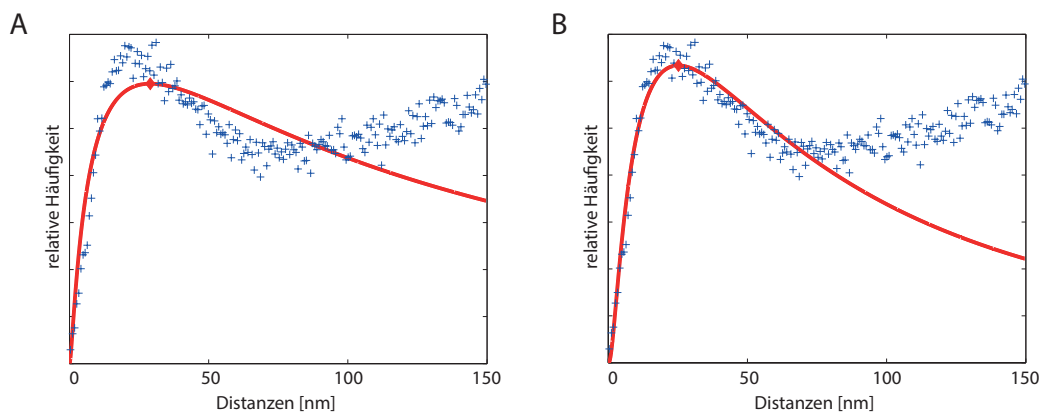 A
relative Häufigkeit
0 50 100 150
Distanzen [nm]
B
relative Häufigkeit
0 50 100 150
Distanzen [nm]